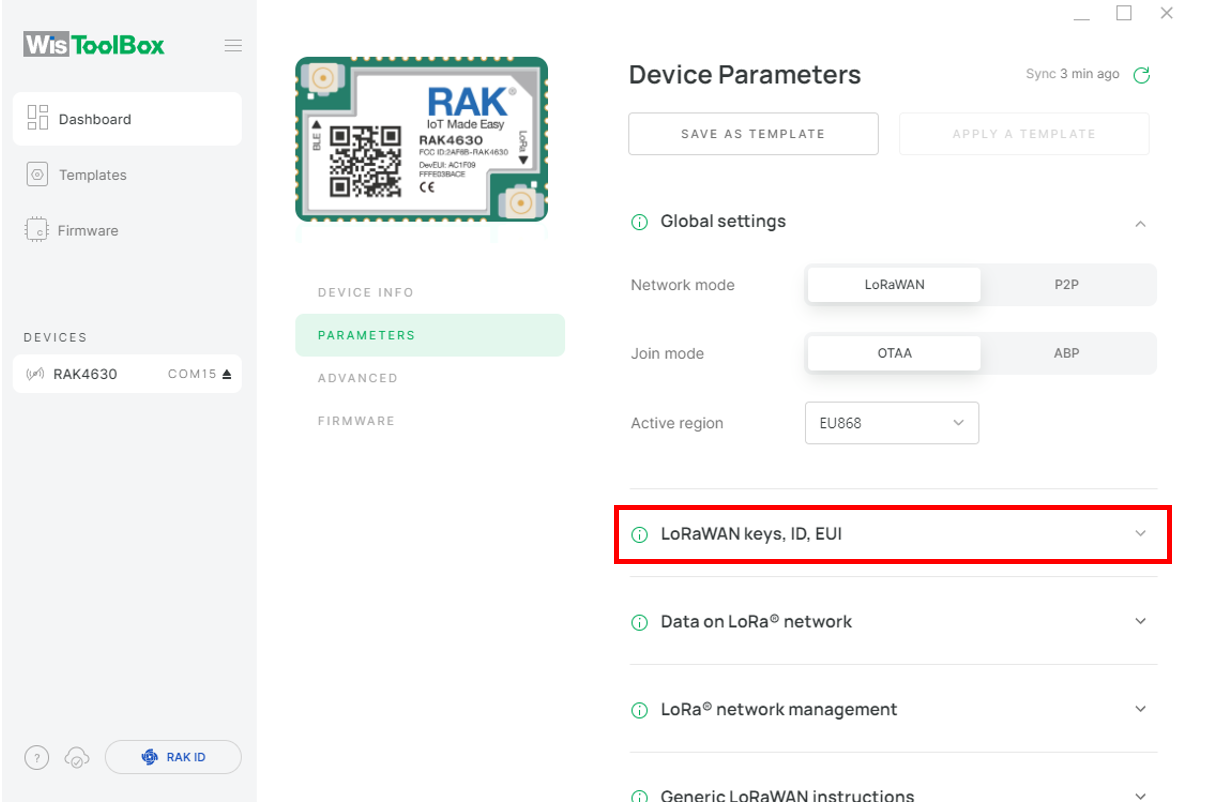 WisToolBox
Dashboard
Templates
Firmware
DEVICES
RAK4630 COM15
? RAK ID
RAK®
IoT Made Easy
RAK4630
FCC ID:2AF6B-RAK4630
DevEUI: AC1F09
FFFE03BACE
CE
BLE
LoRa
DEVICE INFO
PARAMETERS
ADVANCED
FIRMWARE
Device Parameters
Sync 3 min ago
SAVE AS TEMPLATE
APPLY A TEMPLATE
Global settings
Network mode LoRaWAN P2P
Join mode OTAA ABP
Active region EU868
LoRaWAN keys, ID, EUI
Data on LoRa® network
LoRa® network management
Generic LoRaWAN instructions